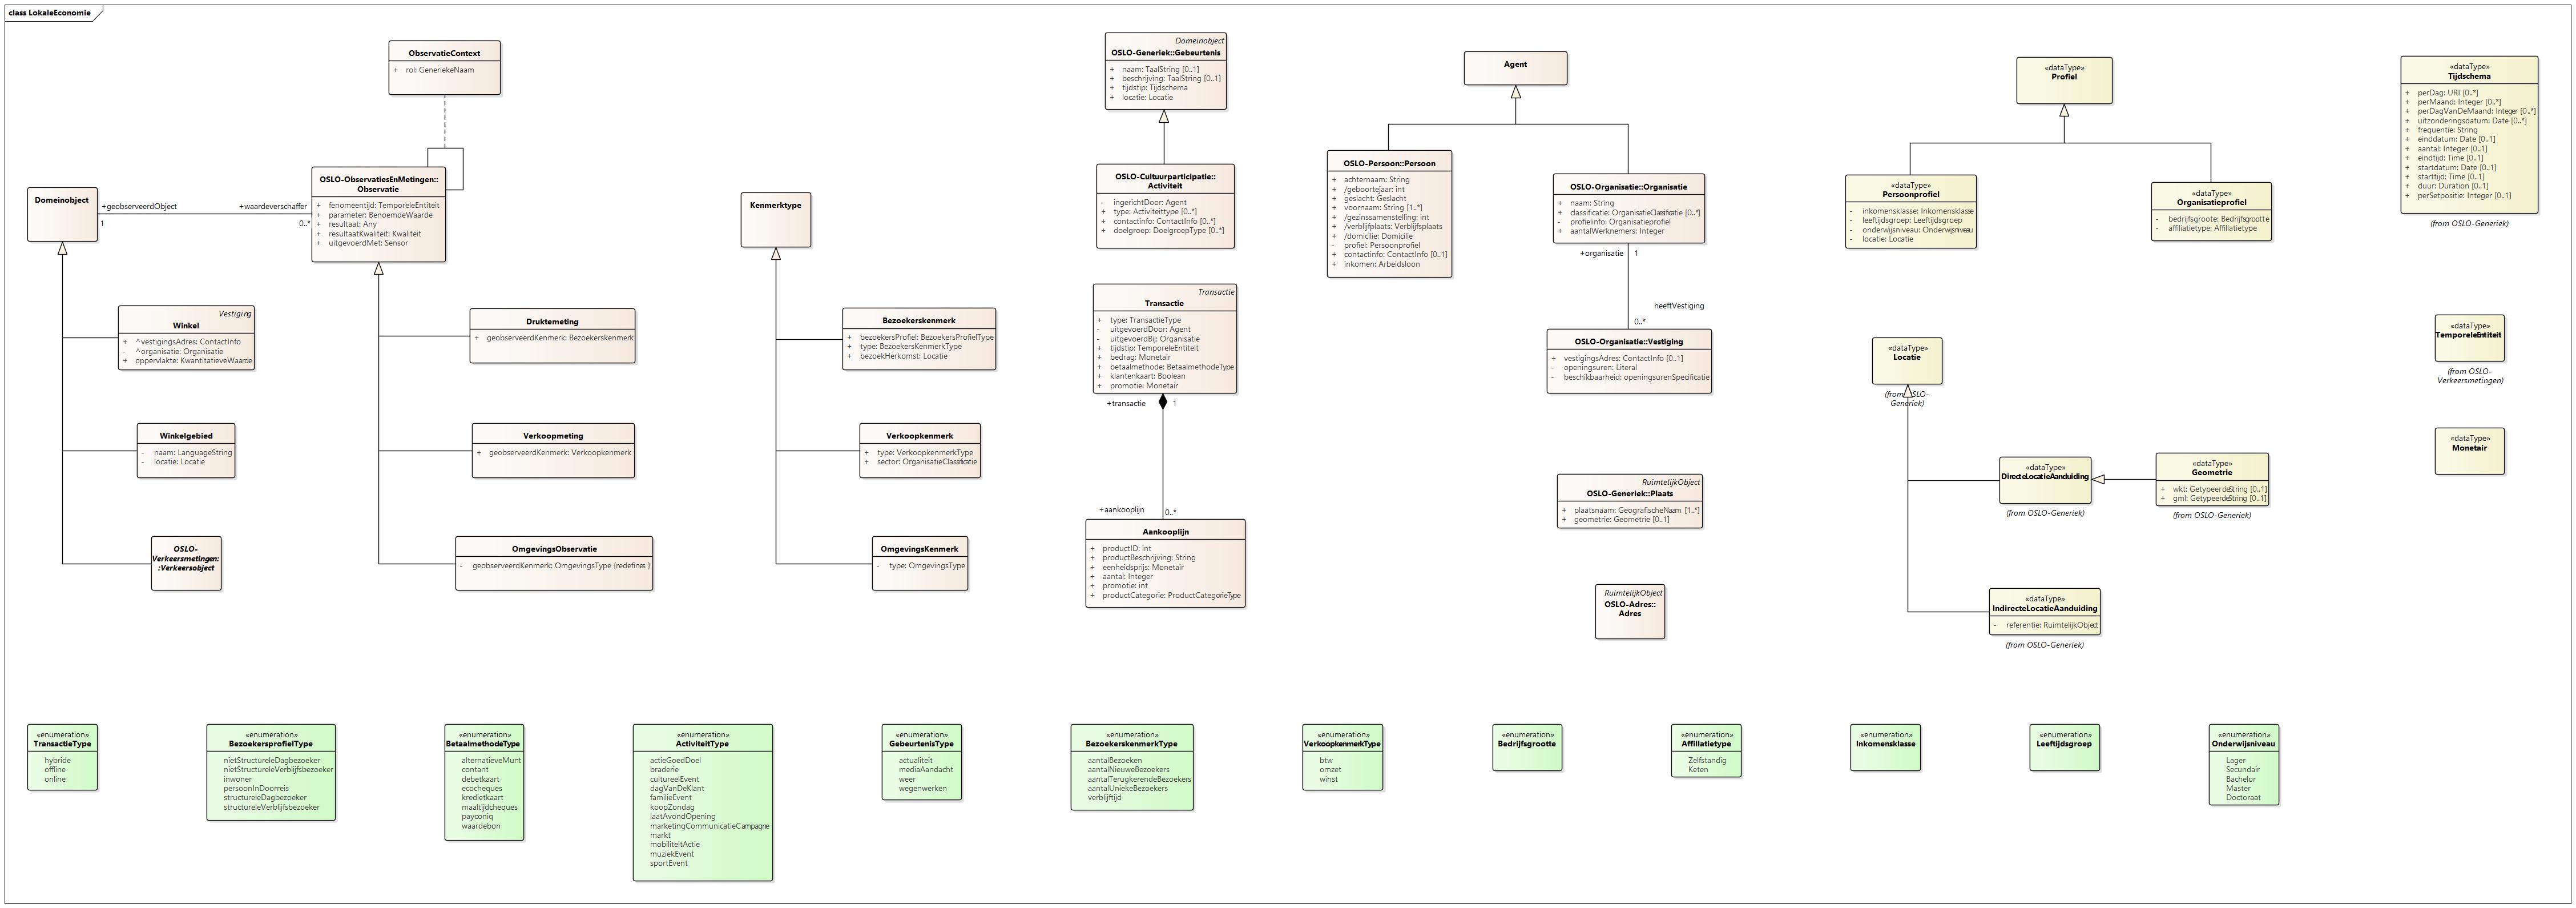 class LokaleEconomie
ObservatieContext
+ rol: GeneriekeNaam
Domeinobject
+geobserveerdObject
1
+waardeverschaffer
0..*
OSLO-ObservatiesEnMetingen::
Observatie
+ fenomeentijd: TemporeleEntiteit
+ parameter: BenoemdeWaarde
+ resultaat: Any
+ resultaatKwaliteit: Kwaliteit
+ uitgevoerdMet: Sensor
Vestiging
Winkel
+ ^vestigingsAdres: ContactInfo
- ^organisatie: Organisatie
+ oppervlakte: KwantitatieveWaarde
Winkelgebied
- naam: LanguageString
- locatie: Locatie
OSLO-
Verkeersmetingen:
:Verkeersobject
Druktemeting
+ geobserveerdKenmerk: Bezoekerskenmerk
Verkoopmeting
+ geobserveerdKenmerk: Verkoopkenmerk
OmgevingsObservatie
- geobserveerdKenmerk: OmgevingsType {redefines }
Kenmerktype
Bezoekerskenmerk
+ bezoekersProfiel: BezoekersProfielType
+ type: BezoekersKenmerkType
+ bezoekHerkomst: Locatie
Verkoopkenmerk
+ type: VerkoopkenmerkType
+ sector: OrganisatieClassificatie
OmgevingsKenmerk
- type: OmgevingsType
Domeinobject
OSLO-Generiek::Gebeurtenis
+ naam: TaalString [0..1]
+ beschrijving: TaalString [0..1]
+ tijdstip: Tijdschema
+ locatie: Locatie
OSLO-Cultuurparticipatie::
Activiteit
- ingerichtDoor: Agent
+ type: Activiteittype [0..*]
+ contactinfo: ContactInfo [0..*]
+ doelgroep: DoelgroepType [0..*]
Transactie
Transactie
+ type: TransactieType
- uitgevoerdDoor: Agent
- uitgevoerdBij: Organisatie
+ tijdstip: TemporeleEntiteit
+ bedrag: Monetair
+ betaalmethode: BetaalmethodeType
+ klantenkaart: Boolean
+ promotie: Monetair
+transactie
1
+aankooplijn
0..*
Aankooplijn
+ productID: int
+ productBeschrijving: String
+ eenheidsprijs: Monetair
+ aantal: Integer
+ promotie: int
+ productCategorie: ProductCategorieType
Agent
OSLO-Persoon::Persoon
+ achternaam: String
+ /geboortejaar: int
+ geslacht: Geslacht
+ voornaam: String [1..*]
+ /gezinssamenstelling: int
+ /verblijfplaats: Verblijfsplaats
+ /domicilie: Domicilie
- profiel: Persoonprofiel
+ contactinfo: ContactInfo [0..1]
+ inkomen: Arbeidsloon
OSLO-Organisatie::Organisatie
+ naam: String
+ classificatie: OrganisatieClassificatie [0..*]
- profielinfo: Organisatieprofiel
+ aantalWerknemers: Integer
+organisatie
1
heeftVestiging
0..*
OSLO-Organisatie::Vestiging
+ vestigingsAdres: ContactInfo [0..1]
- openingsuren: Literal
- beschikbaarheid: openingsurenSpecificatie
RuimtelijkObject
OSLO-Generiek::Plaats
+ plaatsnaam: GeografischeNaam [1..*]
+ geometrie: Geometrie [0..1]
RuimtelijkObject
OSLO-Adres::
Adres
«dataType»
Profiel
«dataType»
Persoonprofiel
- inkomensklasse: Inkomensklasse
- leeftijdsgroep: Leeftijdsgroep
- onderwijsniveau: Onderwijsniveau
- locatie: Locatie
«dataType»
Organisatieprofiel
- bedrijfsgroote: Bedrijfsgrootte
- affiliatietype: Affillatietype
«dataType»
Locatie
(from OSLO-
Generiek)
«dataType»
DirecteLocatieAanduiding
(from OSLO-Generiek)
«dataType»
Geometrie
+ wkt: GetypeerdeString [0..1]
+ gml: GetypeerdeString [0..1]
(from OSLO-Generiek)
«dataType»
IndirecteLocatieAanduiding
- referentie: RuimtelijkObject
(from OSLO-Generiek)
«dataType»
Tijdschema
+ perDag: URI [0..*]
+ perMaand: Integer [0..*]
+ perDagVanDeMaand: Integer [0..*]
+ uitzonderingsdatum: Date [0..*]
+ frequentie: String
+ einddatum: Date [0..1]
+ aantal: Integer [0..1]
+ eindtijd: Time [0..1]
+ startdatum: Date [0..1]
+ starttijd: Time [0..1]
+ duur: Duration [0..1]
+ perSetpositie: Integer [0..1]
(from OSLO-Generiek)
«dataType»
TemporeleEntiteit
(from OSLO-
Verkeersmetingen)
«dataType»
Monetair
«enumeration»
TransactieType
hybride
offline
online
«enumeration»
BezoekersprofielType
nietStructureleDagbezoeker
nietStructureleVerblijfsbezoeker
inwoner
persoonInDoorreis
structureleDagbezoeker
structureleVerblijfsbezoeker
«enumeration»
BetaalmethodeType
alternatieveMunt
contant
debetkaart
ecocheques
kredietkaart
maaltijdcheques
payconiq
waardebon
«enumeration»
ActiviteitType
actieGoedDoel
braderie
cultureelEvent
dagVanDeKlant
familieEvent
koopZondag
laatAvondOpening
marketingCommunicatieCampagne
markt
mobiliteitActie
muziekEvent
sportEvent
«enumeration»
GebeurtenisType
actualiteit
mediaAandacht
weer
wegenwerken
«enumeration»
BezoekerskenmerkType
aantalBezoeken
aantalNieuweBezoekers
aantalTerugkerendeBezoekers
aantalUniekeBezoekers
verblijftijd
«enumeration»
VerkoopkenmerkType
btw
omzet
winst
«enumeration»
Bedrijfsgrootte
«enumeration»
Affillatietype
Zelfstandig
Keten
«enumeration»
Inkomensklasse
«enumeration»
Leeftijdsgroep
«enumeration»
Onderwijsniveau
Lager
Secundair
Bachelor
Master
Doctoraat